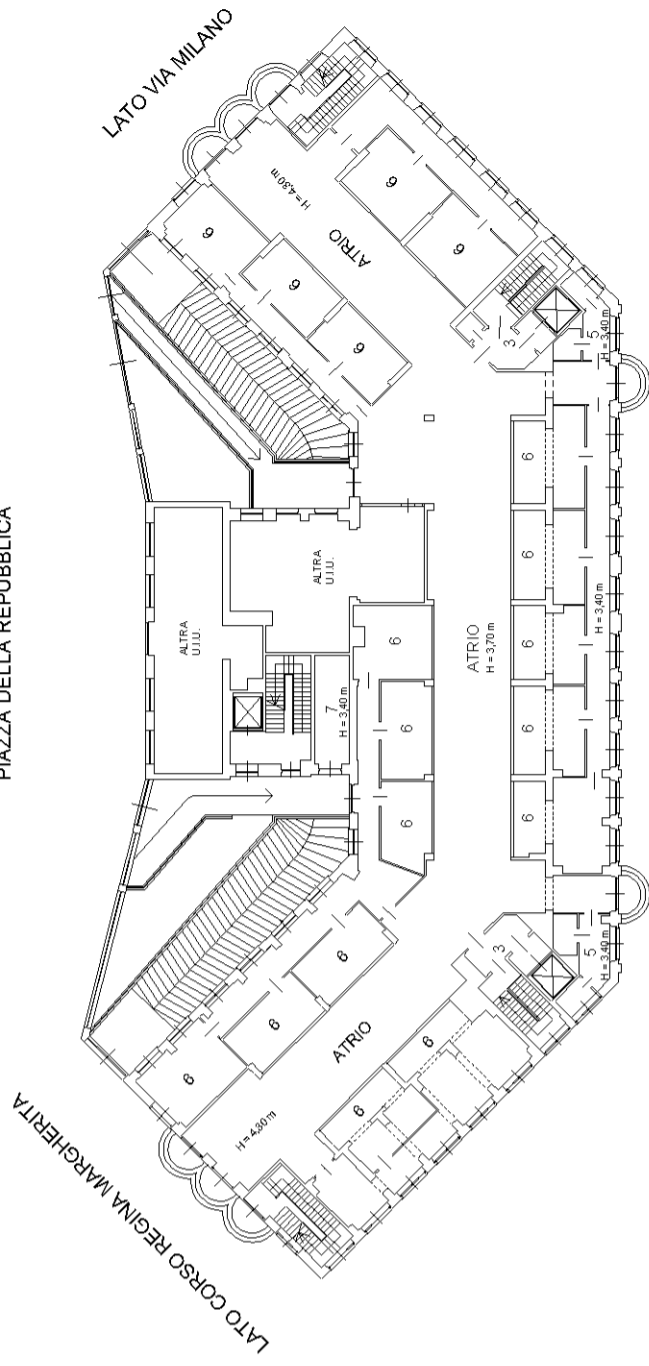 PIAZZA DELLA REPUBBLICA
LATO VIA MILANO
LATO CORSO REGINA MARGHERITA
H = 4,30 m
ATRIO
6
6
6
6
6
3
5
H = 3,40 m
ALTRA
U.I.U.
ALTRA
U.I.U.
7
H = 3,40 m
6
6
6
ATRIO
H = 3,70 m
6
6
6
6
6
H = 3,40 m
6
6
6
ATRIO
H = 4,30 m
6
6
3
5
H = 3,40 m